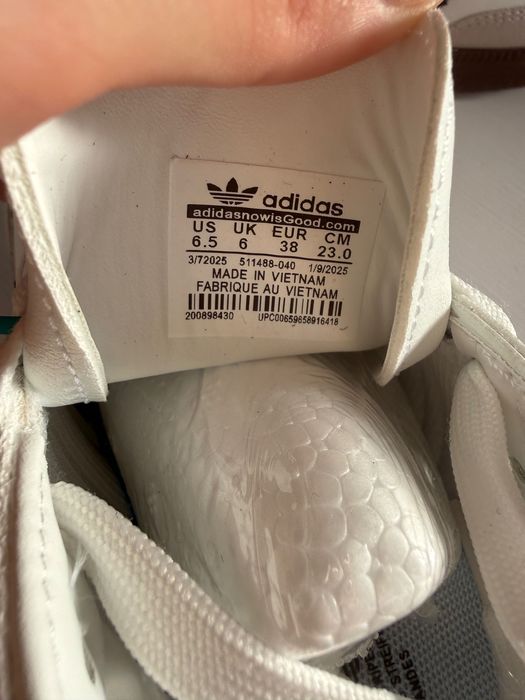 adidas
adidasnowisGood.com
US UK EUR CM
6.5 6 38 23.0
3/72025 511488-040 1/9/2025
MADE IN VIETNAM
FABRIQUE AU VIETNAM
200898430 UPC00659658916418